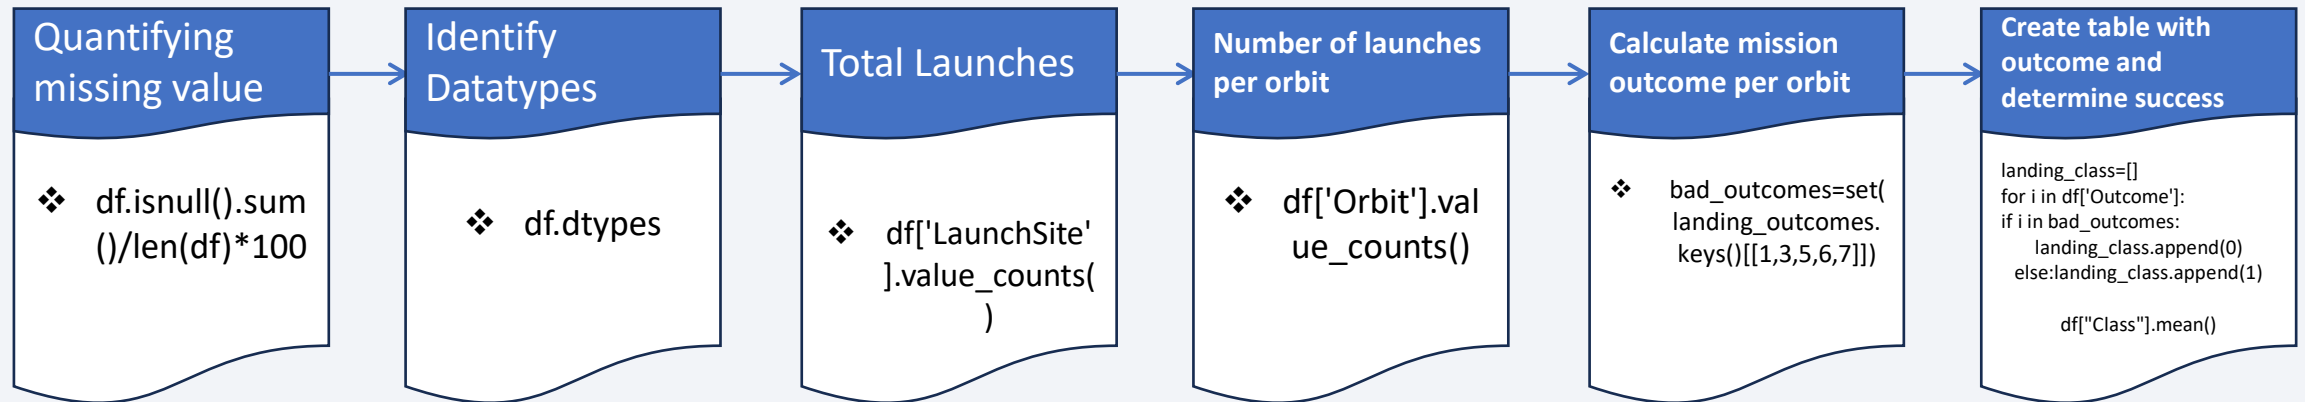 Quantifying
missing value
❖ df.isnull().sum
()/len(df)*100
Identify
Datatypes
❖ df.dtypes
Total Launches
❖ df['LaunchSite'
].value_counts(
)
Number of launches
per orbit
❖ df['Orbit'].val
ue_counts()
Calculate mission
outcome per orbit
❖ bad_outcomes=set(
landing_outcomes.
keys()[[1,3,5,6,7]])
Create table with
outcome and
determine success
landing_class=[]
for i in df['Outcome']:
if i in bad_outcomes:
landing_class.append(0)
else:landing_class.append(1)
df["Class"].mean()